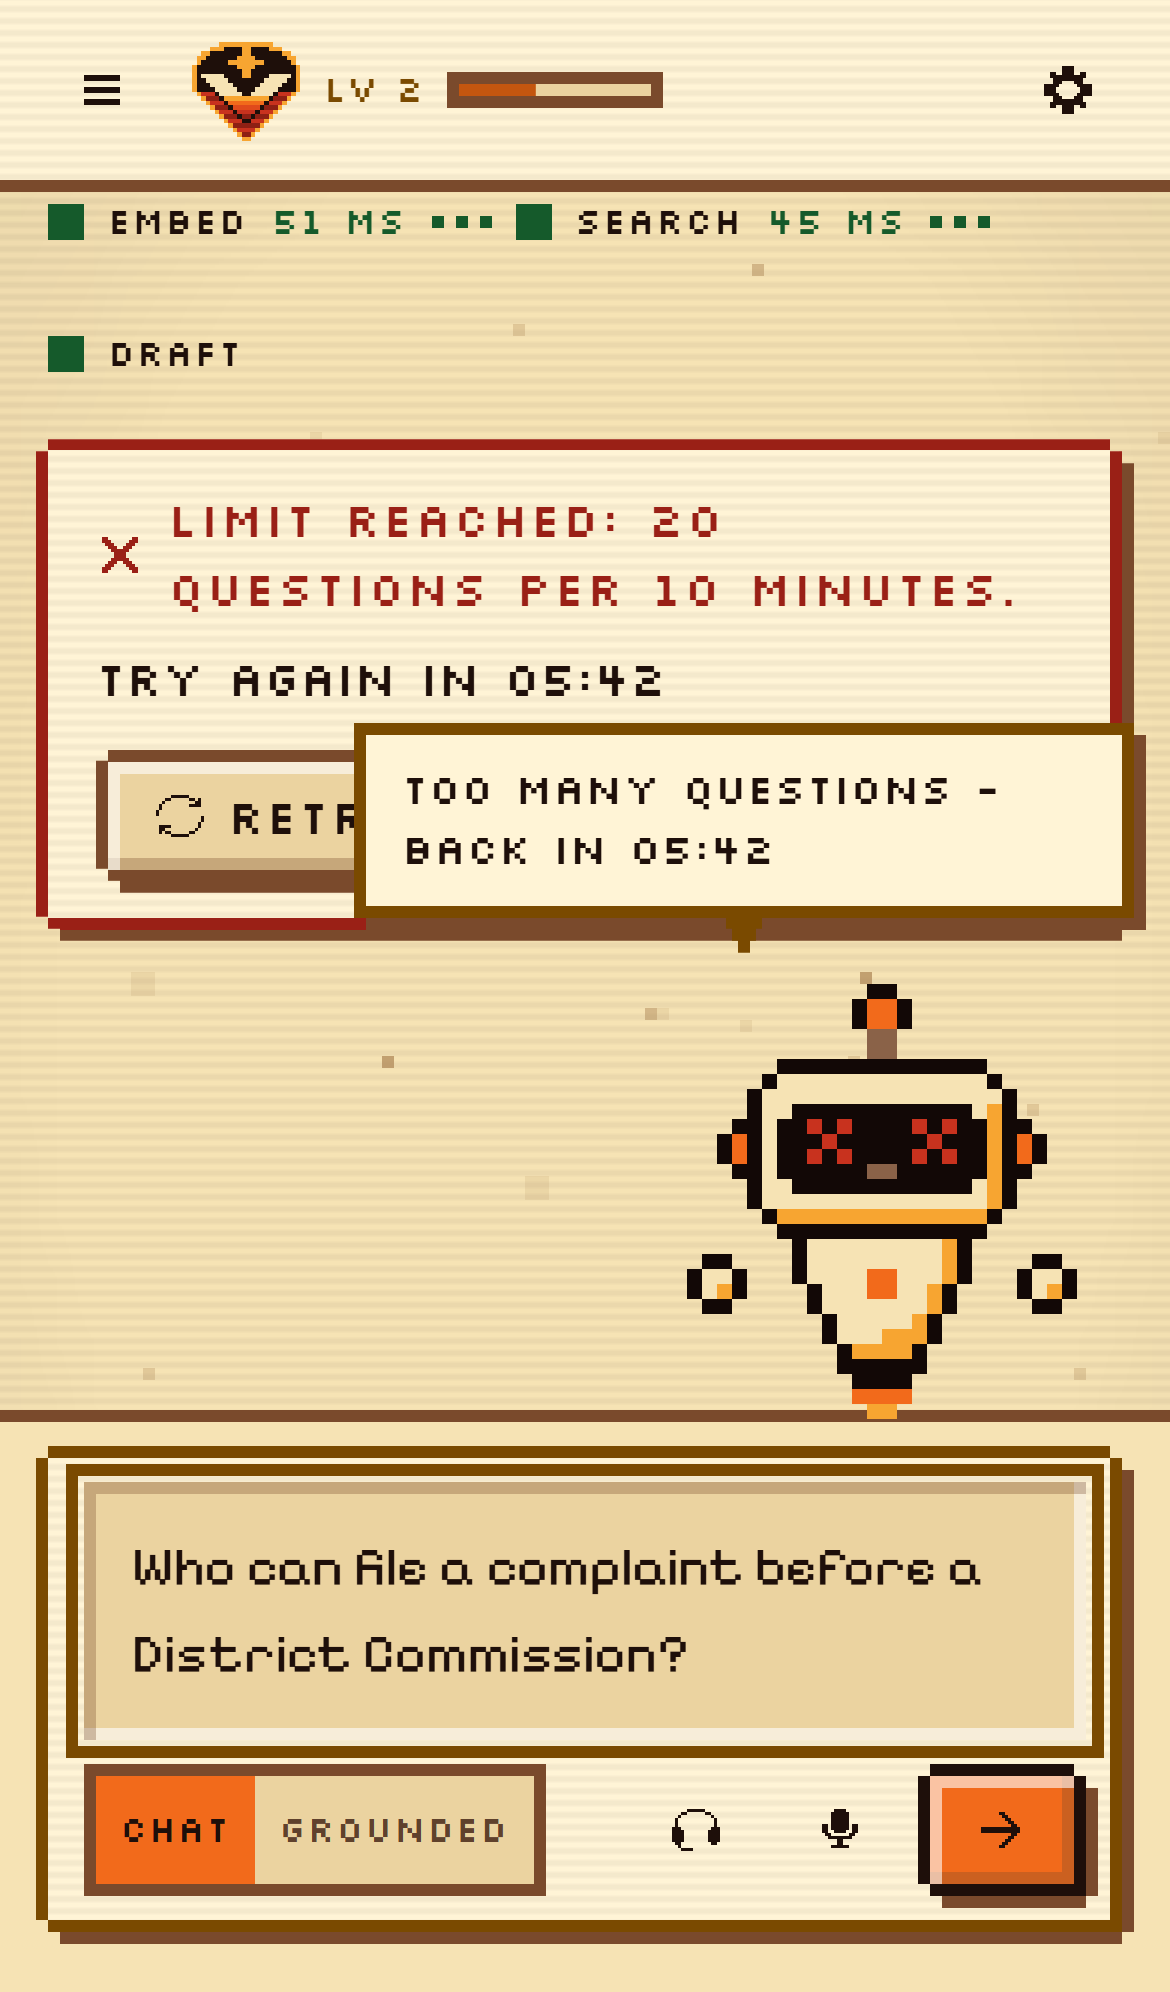 LV 2
EMBED 51 MS ••• SEARCH 45 MS •••
DRAFT
LIMIT REACHED: 20
QUESTIONS PER 10 MINUTES.
TRY AGAIN IN 05:42
TOO MANY QUESTIONS -
BACK IN 05:42
Who can file a complaint before a
District Commission?
CHAT GROUNDED